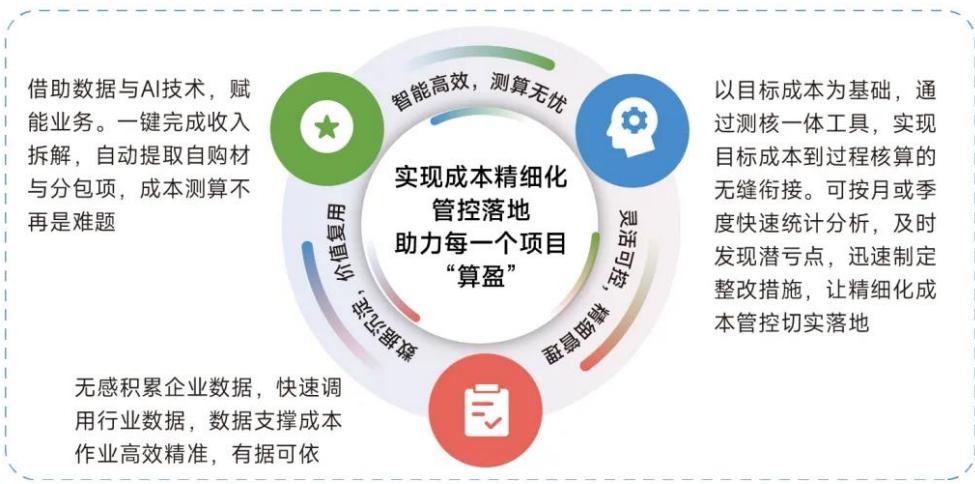 智能高效，测算无忧
借助数据与AI技术，赋
能业务。一键完成收入
拆解，自动提取自购材
与分包项，成本测算不
再是难题
以目标成本为基础，通
过测核一体工具，实现
目标成本到过程核算的
无缝衔接。可按月或季
度快速统计分析，及时
发现潜亏点，迅速制定
整改措施，让精细化成
本管控切实落地
实现成本精细化
管控落地
助力每一个项目
“算盈”
灵活可控，精细管理
数据沉淀，价值复用
无感积累企业数据，快速调
用行业数据，数据支撑成本
作业高效精准，有据可依